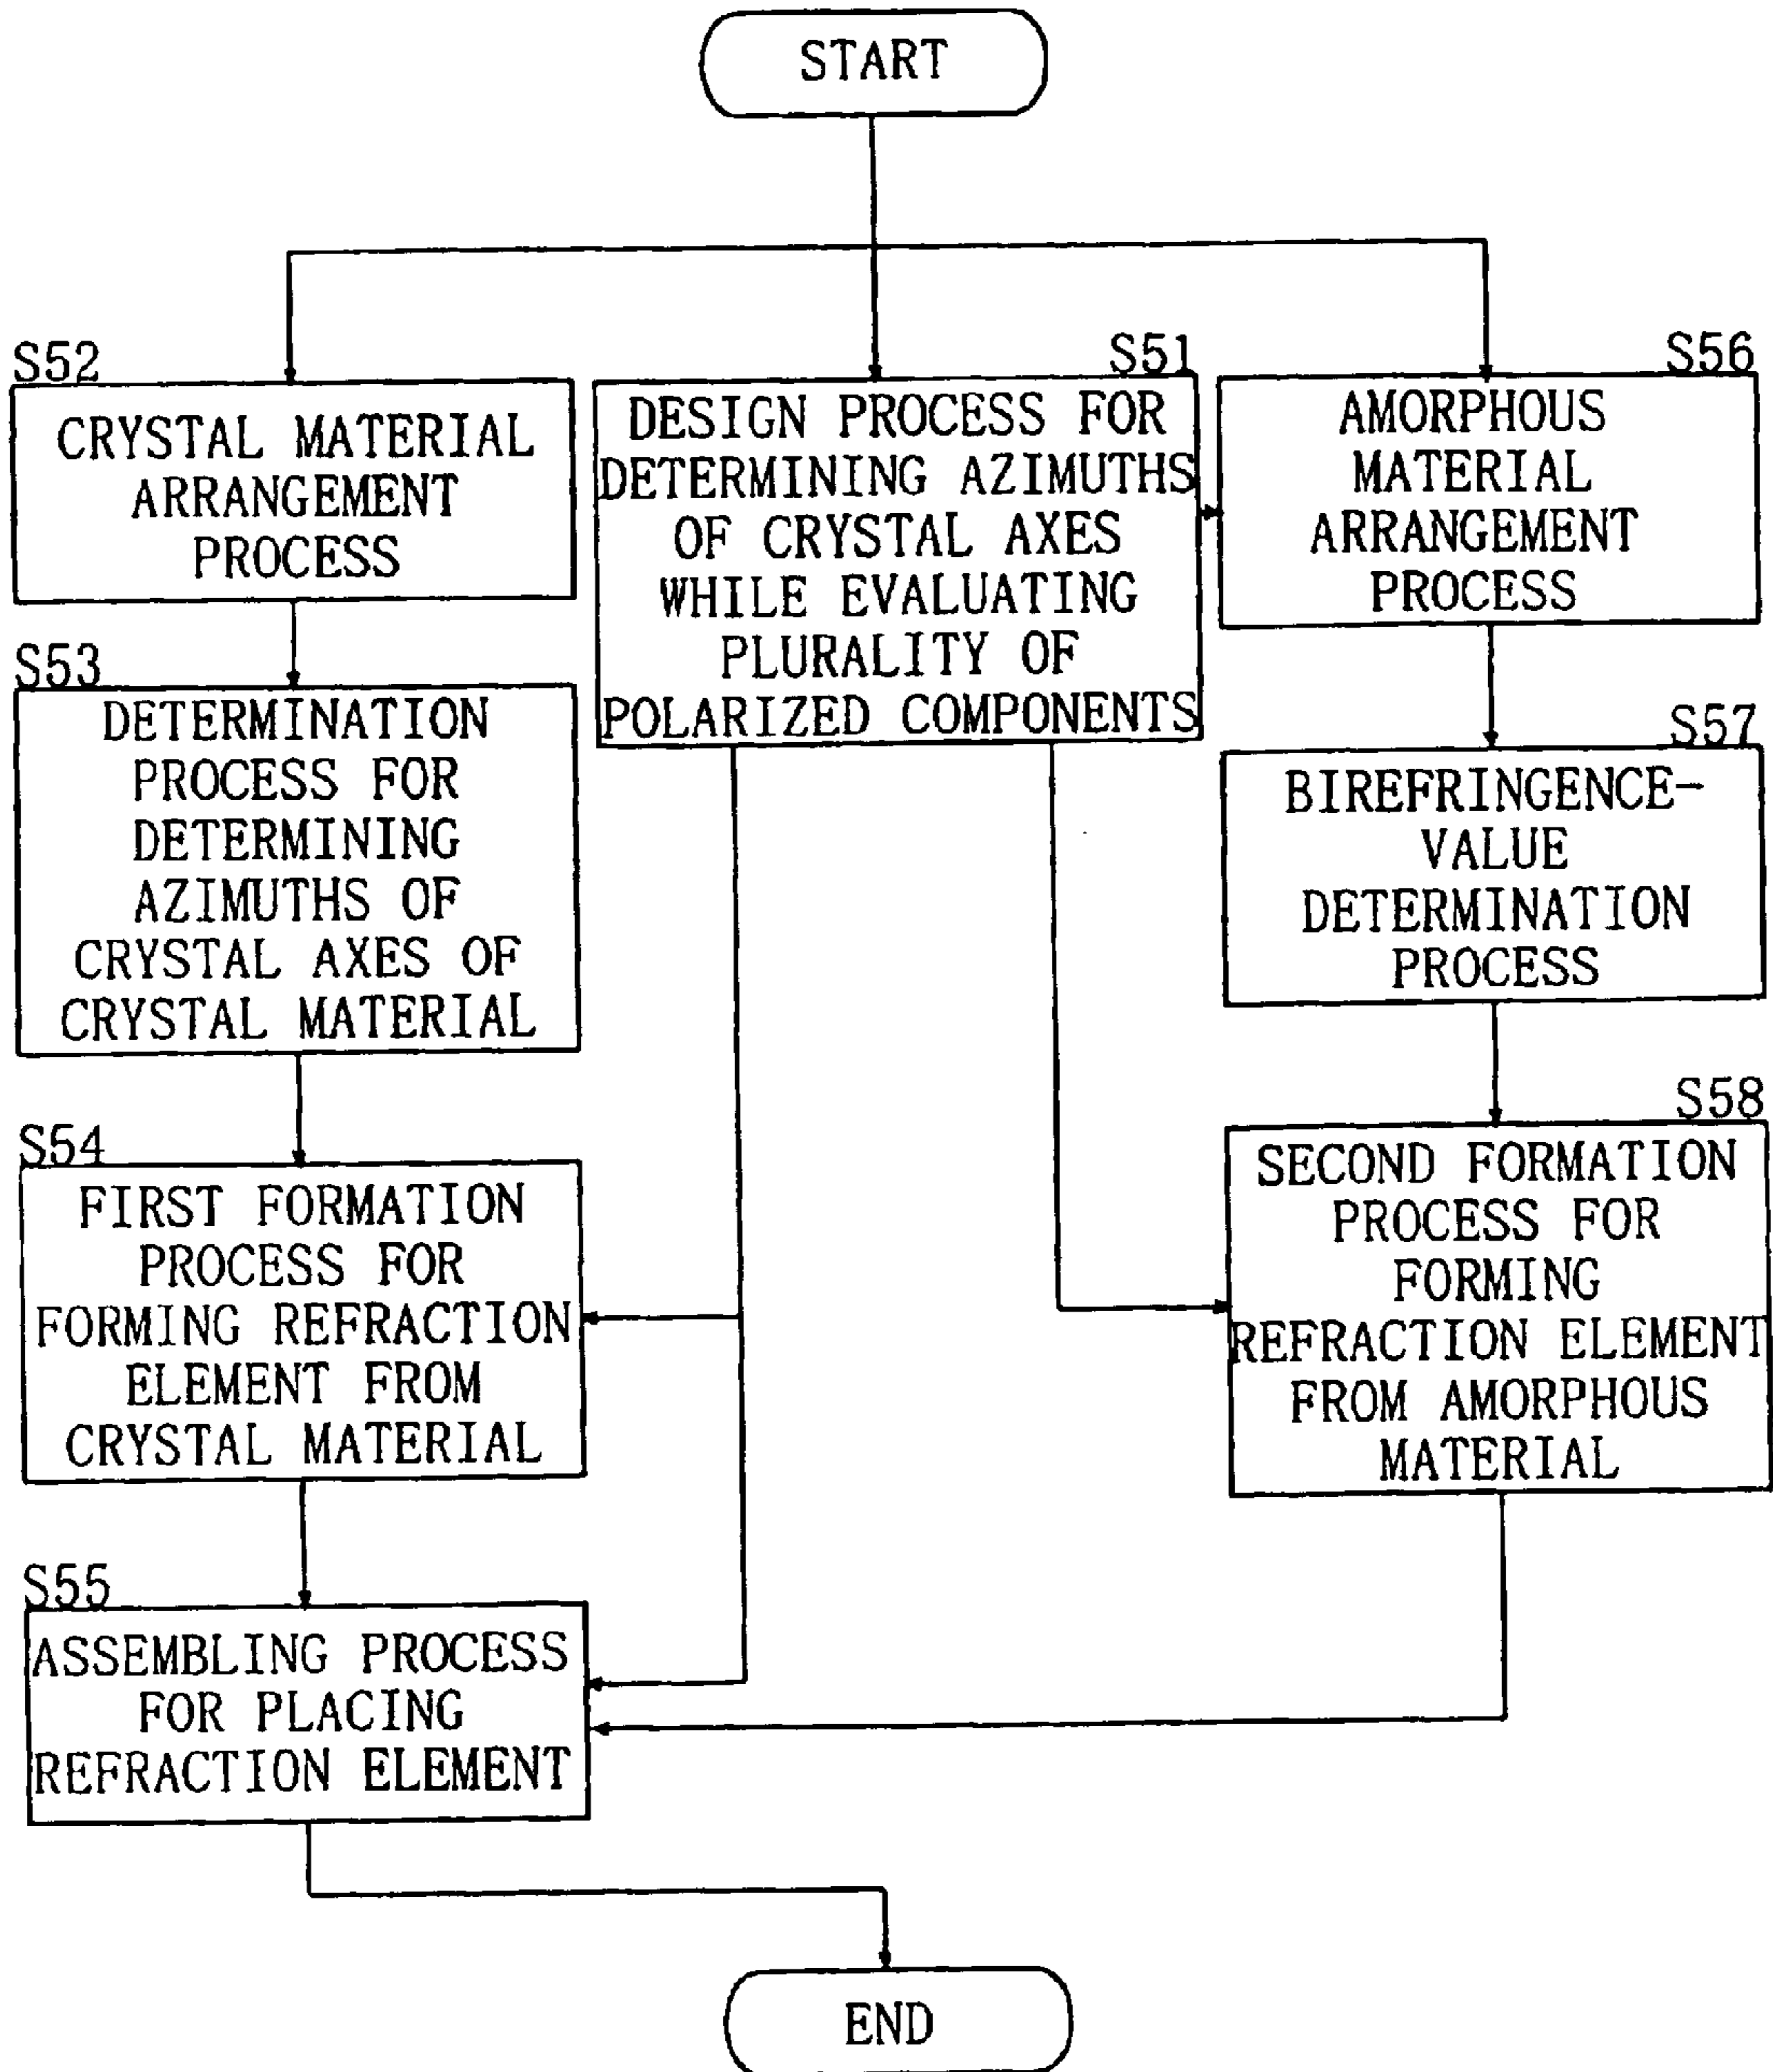 START
S52
CRYSTAL MATERIAL
ARRANGEMENT
PROCESS
S51
DESIGN PROCESS FOR
DETERMINING AZIMUTHS
OF CRYSTAL AXES
WHILE EVALUATING
PLURALITY OF
POLARIZED COMPONENTS
S56
AMORPHOUS
MATERIAL
ARRANGEMENT
PROCESS
S53
DETERMINATION
PROCESS FOR
DETERMINING
AZIMUTHS OF
CRYSTAL AXES OF
CRYSTAL MATERIAL
S57
BIREFRINGENCE-
VALUE
DETERMINATION
PROCESS
S54
FIRST FORMATION
PROCESS FOR
FORMING REFRACTION
ELEMENT FROM
CRYSTAL MATERIAL
S58
SECOND FORMATION
PROCESS FOR
FORMING
REFRACTION ELEMENT
FROM AMORPHOUS
MATERIAL
S55
ASSEMBLING PROCESS
FOR PLACING
REFRACTION ELEMENT
END